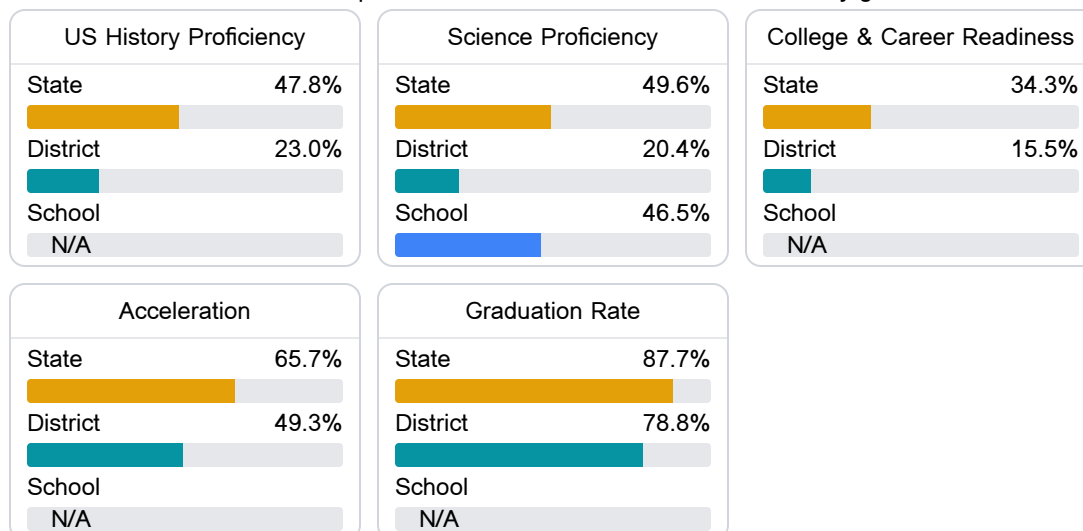 US History Proficiency
State 47.8%
District 23.0%
School
N/A
Science Proficiency
State 49.6%
District 20.4%
School 46.5%
College & Career Readiness
State 34.3%
District 15.5%
School
N/A
Acceleration
State 65.7%
District 49.3%
School
N/A
Graduation Rate
State 87.7%
District 78.8%
School
N/A